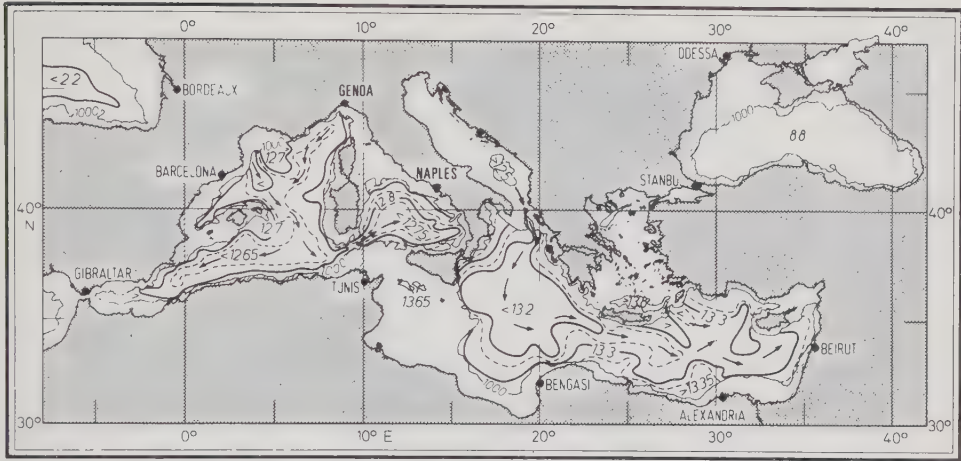 0° 10° 20° 30° 40°
ODESSA
<22
BORDEAUX
GENOA
1000
1000
88
127
BARCELONA
NAPLES
STANBU
128
40°
N
40°
127
<1265
GIBRALTAR
TUNIS
1365
<132
133
133
BEIRUT
1000
BENGASI
>1335
ALEXANDRIA
30°
30°
0° 10° E 20° 30° 40°